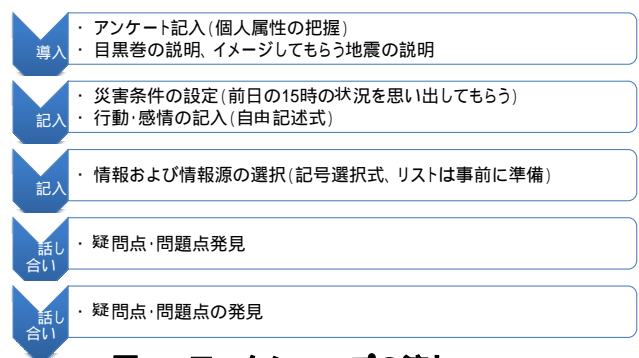 導入
・ アンケート記入(個人属性の把握)
・ 目黒巻の説明、イメージしてもらう地震の説明
記入
・ 災害条件の設定(前日の15時の状況を思い出してもらう)
・ 行動・感情の記入(自由記述式)
記入
・ 情報および情報源の選択(記号選択式、リストは事前に準備)
話し
合い
・ 疑問点・問題点発見
話し
合い
・ 疑問点・問題点の発見